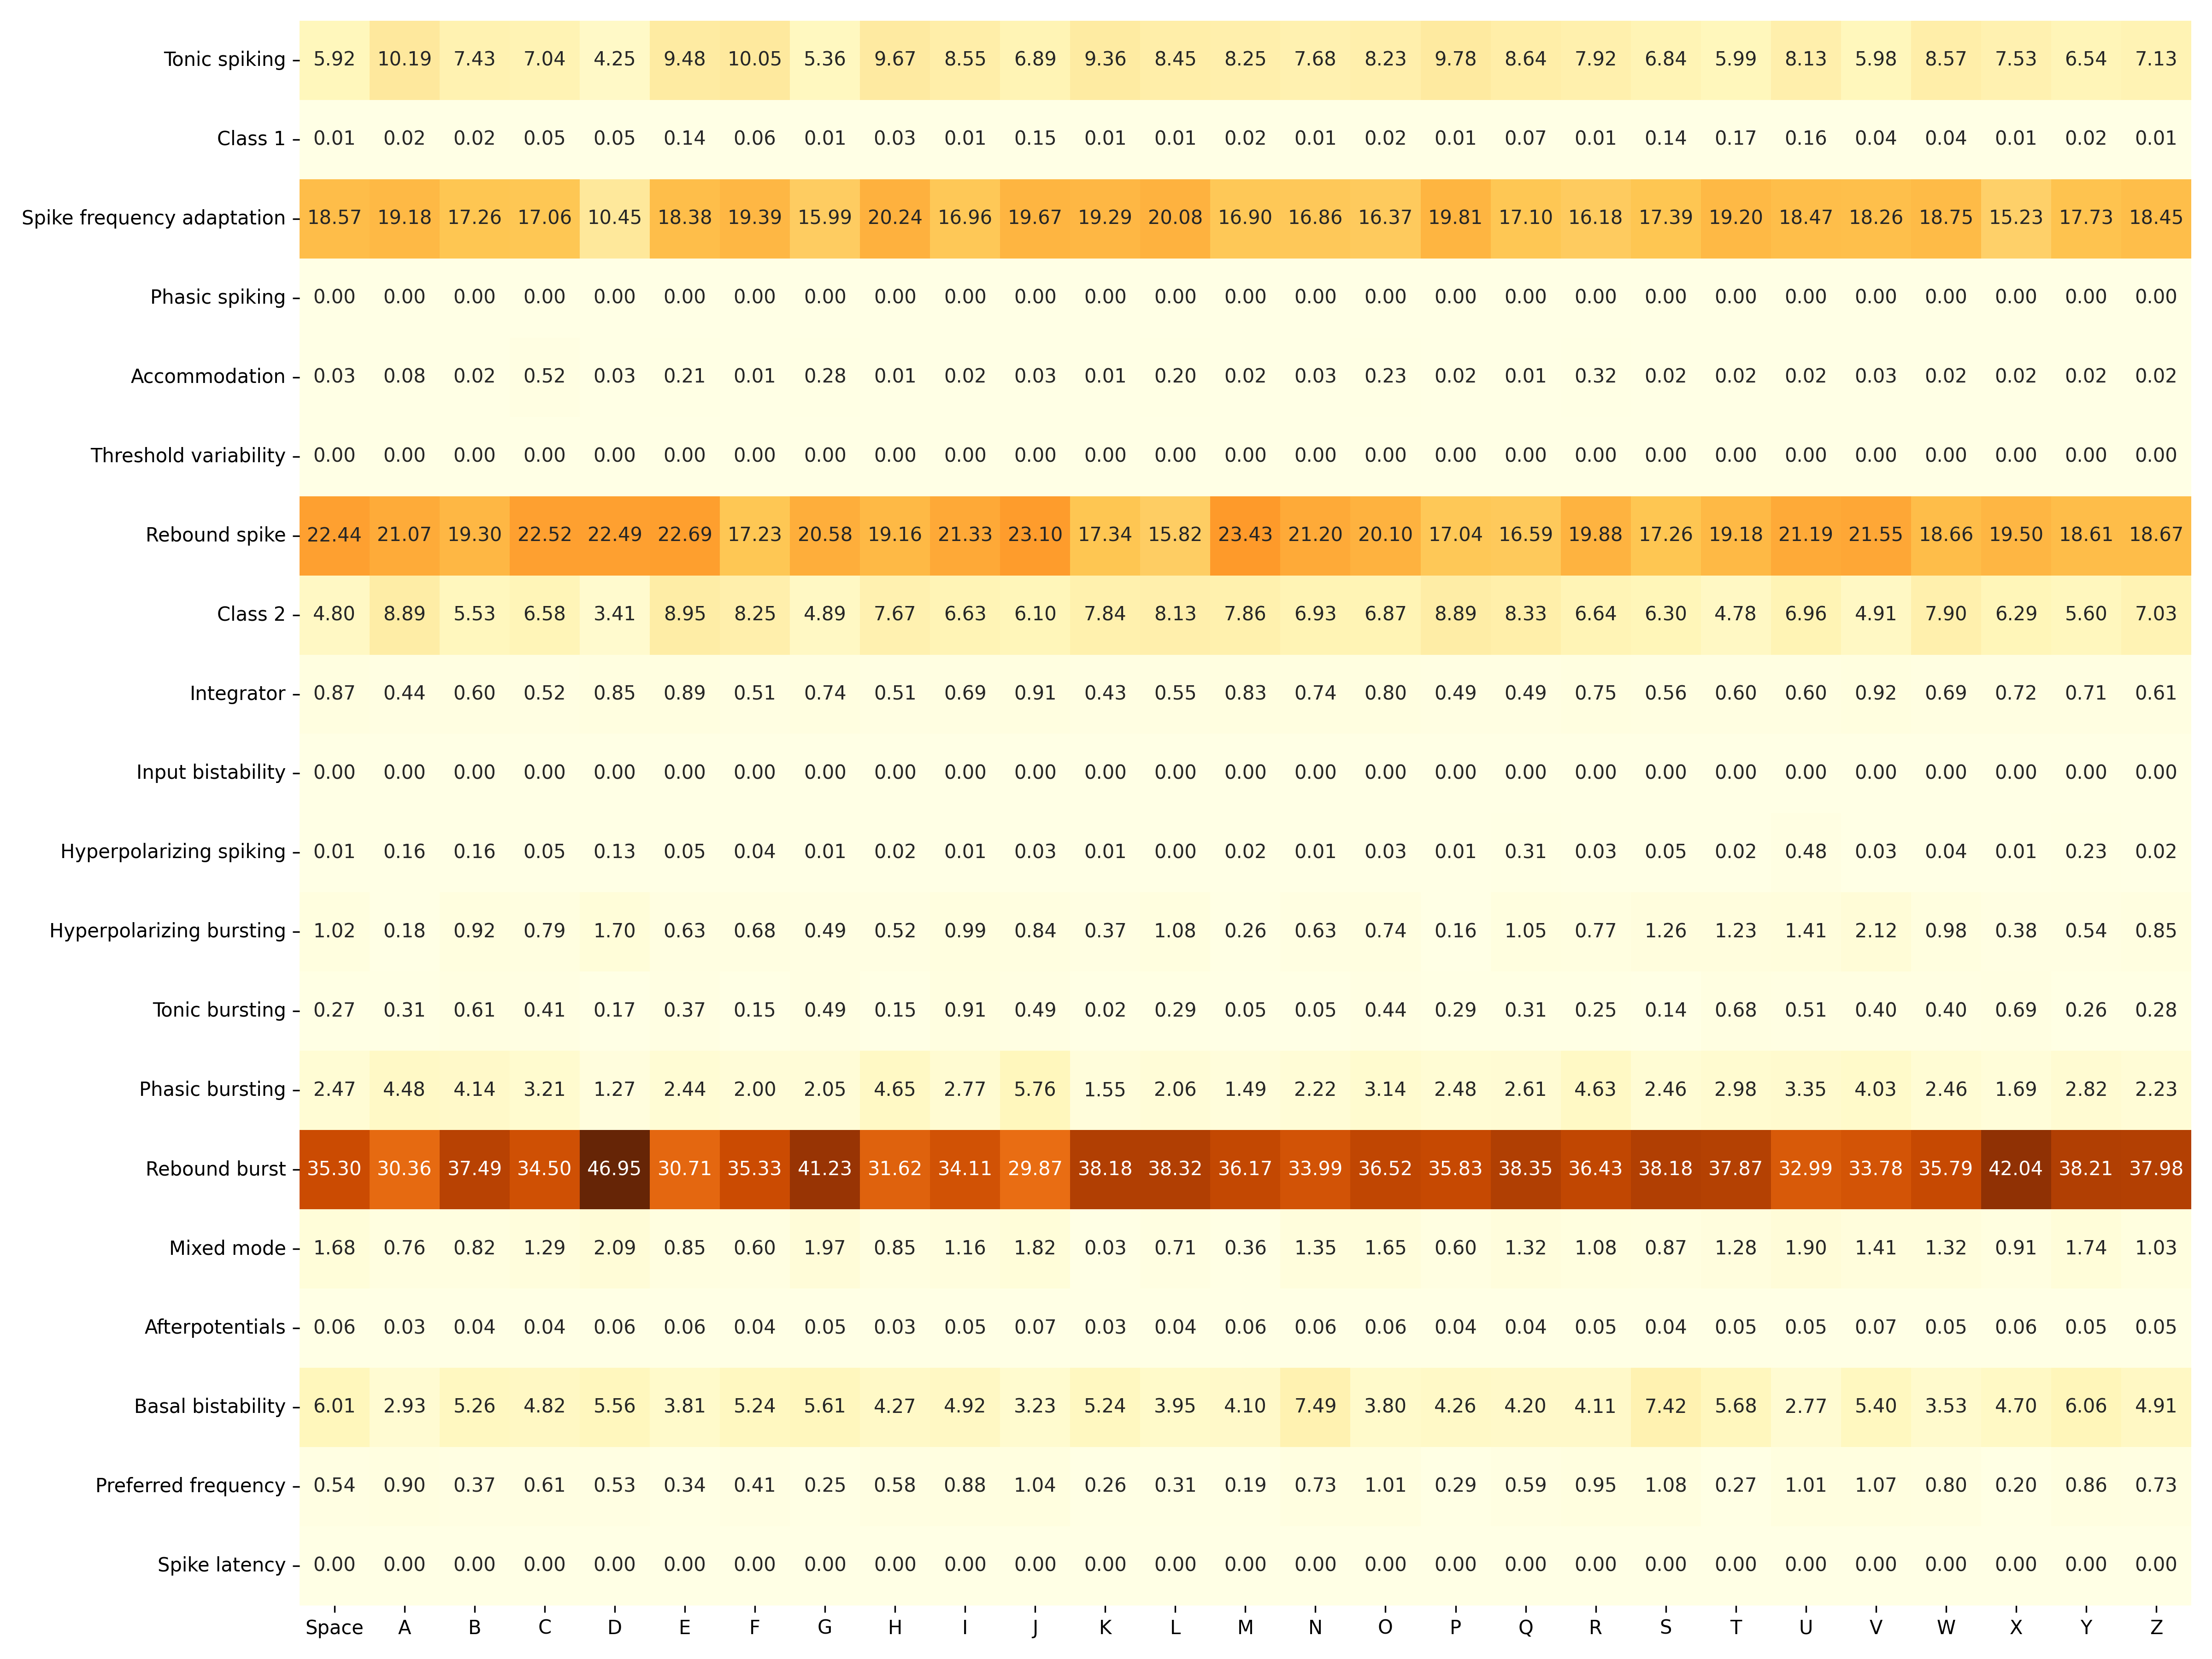 Tonic spiking 5.92 10.19 7.43 7.04 4.25 9.48 10.05 5.36 9.67 8.55 6.89 9.36 8.45 8.25 7.68 8.23 9.78 8.64 7.92 6.84 5.99 8.13 5.98 8.57 7.53 6.54 7.13
Class 1 0.01 0.02 0.02 0.05 0.05 0.14 0.06 0.01 0.03 0.01 0.15 0.01 0.01 0.02 0.01 0.02 0.01 0.07 0.01 0.14 0.17 0.16 0.04 0.04 0.01 0.02 0.01
Spike frequency adaptation 18.57 19.18 17.26 17.06 10.45 18.38 19.39 15.99 20.24 16.96 19.67 19.29 20.08 16.90 16.86 16.37 19.81 17.10 16.18 17.39 19.20 18.47 18.26 18.75 15.23 17.73 18.45
Phasic spiking 0.00 0.00 0.00 0.00 0.00 0.00 0.00 0.00 0.00 0.00 0.00 0.00 0.00 0.00 0.00 0.00 0.00 0.00 0.00 0.00 0.00 0.00 0.00 0.00 0.00 0.00 0.00
Accommodation 0.03 0.08 0.02 0.52 0.03 0.21 0.01 0.28 0.01 0.02 0.03 0.01 0.20 0.02 0.03 0.23 0.02 0.01 0.32 0.02 0.02 0.02 0.03 0.02 0.02 0.02 0.02
Threshold variability 0.00 0.00 0.00 0.00 0.00 0.00 0.00 0.00 0.00 0.00 0.00 0.00 0.00 0.00 0.00 0.00 0.00 0.00 0.00 0.00 0.00 0.00 0.00 0.00 0.00 0.00 0.00
Rebound spike 22.44 21.07 19.30 22.52 22.49 22.69 17.23 20.58 19.16 21.33 23.10 17.34 15.82 23.43 21.20 20.10 17.04 16.59 19.88 17.26 19.18 21.19 21.55 18.66 19.50 18.61 18.67
Class 2 4.80 8.89 5.53 6.58 3.41 8.95 8.25 4.89 7.67 6.63 6.10 7.84 8.13 7.86 6.93 6.87 8.89 8.33 6.64 6.30 4.78 6.96 4.91 7.90 6.29 5.60 7.03
Integrator 0.87 0.44 0.60 0.52 0.85 0.89 0.51 0.74 0.51 0.69 0.91 0.43 0.55 0.83 0.74 0.80 0.49 0.49 0.75 0.56 0.60 0.60 0.92 0.69 0.72 0.71 0.61
Input bistability 0.00 0.00 0.00 0.00 0.00 0.00 0.00 0.00 0.00 0.00 0.00 0.00 0.00 0.00 0.00 0.00 0.00 0.00 0.00 0.00 0.00 0.00 0.00 0.00 0.00 0.00 0.00
Hyperpolarizing spiking 0.01 0.16 0.16 0.05 0.13 0.05 0.04 0.01 0.02 0.01 0.03 0.01 0.00 0.02 0.01 0.03 0.01 0.31 0.03 0.05 0.02 0.48 0.03 0.04 0.01 0.23 0.02
Hyperpolarizing bursting 1.02 0.18 0.92 0.79 1.70 0.63 0.68 0.49 0.52 0.99 0.84 0.37 1.08 0.26 0.63 0.74 0.16 1.05 0.77 1.26 1.23 1.41 2.12 0.98 0.38 0.54 0.85
Tonic bursting 0.27 0.31 0.61 0.41 0.17 0.37 0.15 0.49 0.15 0.91 0.49 0.02 0.29 0.05 0.05 0.44 0.29 0.31 0.25 0.14 0.68 0.51 0.40 0.40 0.69 0.26 0.28
Phasic bursting 2.47 4.48 4.14 3.21 1.27 2.44 2.00 2.05 4.65 2.77 5.76 1.55 2.06 1.49 2.22 3.14 2.48 2.61 4.63 2.46 2.98 3.35 4.03 2.46 1.69 2.82 2.23
Rebound burst 35.30 30.36 37.49 34.50 46.95 30.71 35.33 41.23 31.62 34.11 29.87 38.18 38.32 36.17 33.99 36.52 35.83 38.35 36.43 38.18 37.87 32.99 33.78 35.79 42.04 38.21 37.98
Mixed mode 1.68 0.76 0.82 1.29 2.09 0.85 0.60 1.97 0.85 1.16 1.82 0.03 0.71 0.36 1.35 1.65 0.60 1.32 1.08 0.87 1.28 1.90 1.41 1.32 0.91 1.74 1.03
Afterpotentials 0.06 0.03 0.04 0.04 0.06 0.06 0.04 0.05 0.03 0.05 0.07 0.03 0.04 0.06 0.06 0.06 0.04 0.04 0.05 0.04 0.05 0.05 0.07 0.05 0.06 0.05 0.05
Basal bistability 6.01 2.93 5.26 4.82 5.56 3.81 5.24 5.61 4.27 4.92 3.23 5.24 3.95 4.10 7.49 3.80 4.26 4.20 4.11 7.42 5.68 2.77 5.40 3.53 4.70 6.06 4.91
Preferred frequency 0.54 0.90 0.37 0.61 0.53 0.34 0.41 0.25 0.58 0.88 1.04 0.26 0.31 0.19 0.73 1.01 0.29 0.59 0.95 1.08 0.27 1.01 1.07 0.80 0.20 0.86 0.73
Spike latency 0.00 0.00 0.00 0.00 0.00 0.00 0.00 0.00 0.00 0.00 0.00 0.00 0.00 0.00 0.00 0.00 0.00 0.00 0.00 0.00 0.00 0.00 0.00 0.00 0.00 0.00 0.00
Space A B C D E F G H I J K L M N O P Q R S T U V W X Y Z